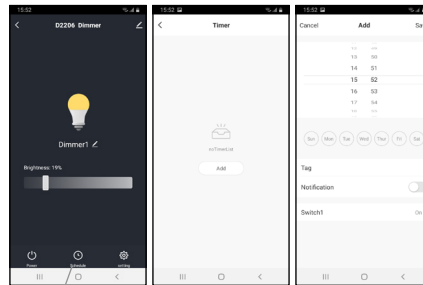 15:52
D2206 Dimmer
Dimmer1
Brightness: 19%
Power
Schedule
setting
15:52
Timer
noTimerList
Add
15:52
Cancel
Add
Sa
13 50
14 51
15 52
16 53
17 54
Sun Mon Tue Wed Thur Fri Sat
Tag
Notification
Switch1
On